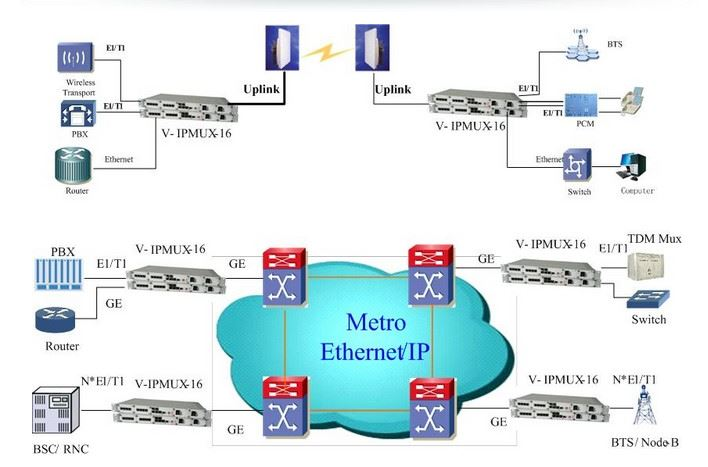 E1/T1
BTS
Wireless
Transport
Uplink
Uplink
E1/T1
E1/T1
E1/T1
PBX
V- IPMUX-16
V- IPMUX-16
PCM
Ethernet
Ethernet
Router
Switch
Computer
PBX
V- IPMUX-16
GE
GE
V- IPMUX-16
TDM Mux
E1/T1
E1/T1
GE
Router
Metro
Ethernet/IP
Switch
N*E1/T1
V-IPMUX-16
V- IPMUX-16
N*E1/T1
GE
GE
BSC/ RNC
BTS/ Node-B